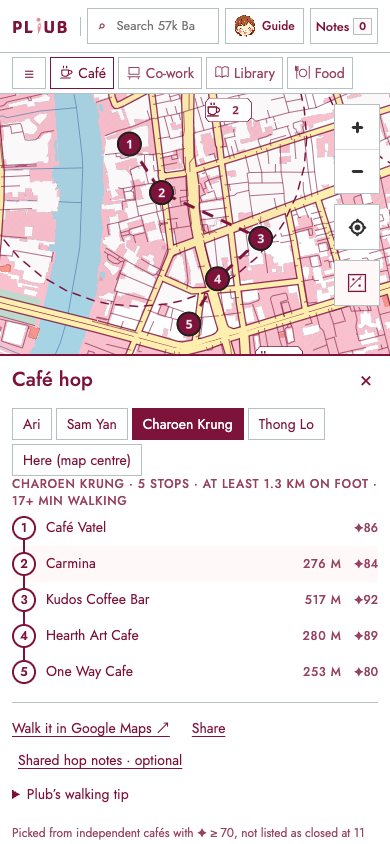 PLIUB
Search 57k Ba
Guide
Notes 0
Café
Co-work
Library
Food
2
1
2
3
4
5
Café hop
Ari
Sam Yan
Charoen Krung
Thong Lo
Here (map centre)
CHAROEN KRUNG · 5 STOPS · AT LEAST 1.3 KM ON FOOT ·
17+ MIN WALKING
1 Café Vatel ✦86
2 Carmina 276 M ✦84
3 Kudos Coffee Bar 517 M ✦92
4 Hearth Art Cafe 280 M ✦89
5 One Way Cafe 253 M ✦80
Walk it in Google Maps ↗ Share
Shared hop notes · optional
▶ Plub's walking tip
Picked from independent cafés with ✦ ≥ 70, not listed as closed at 11